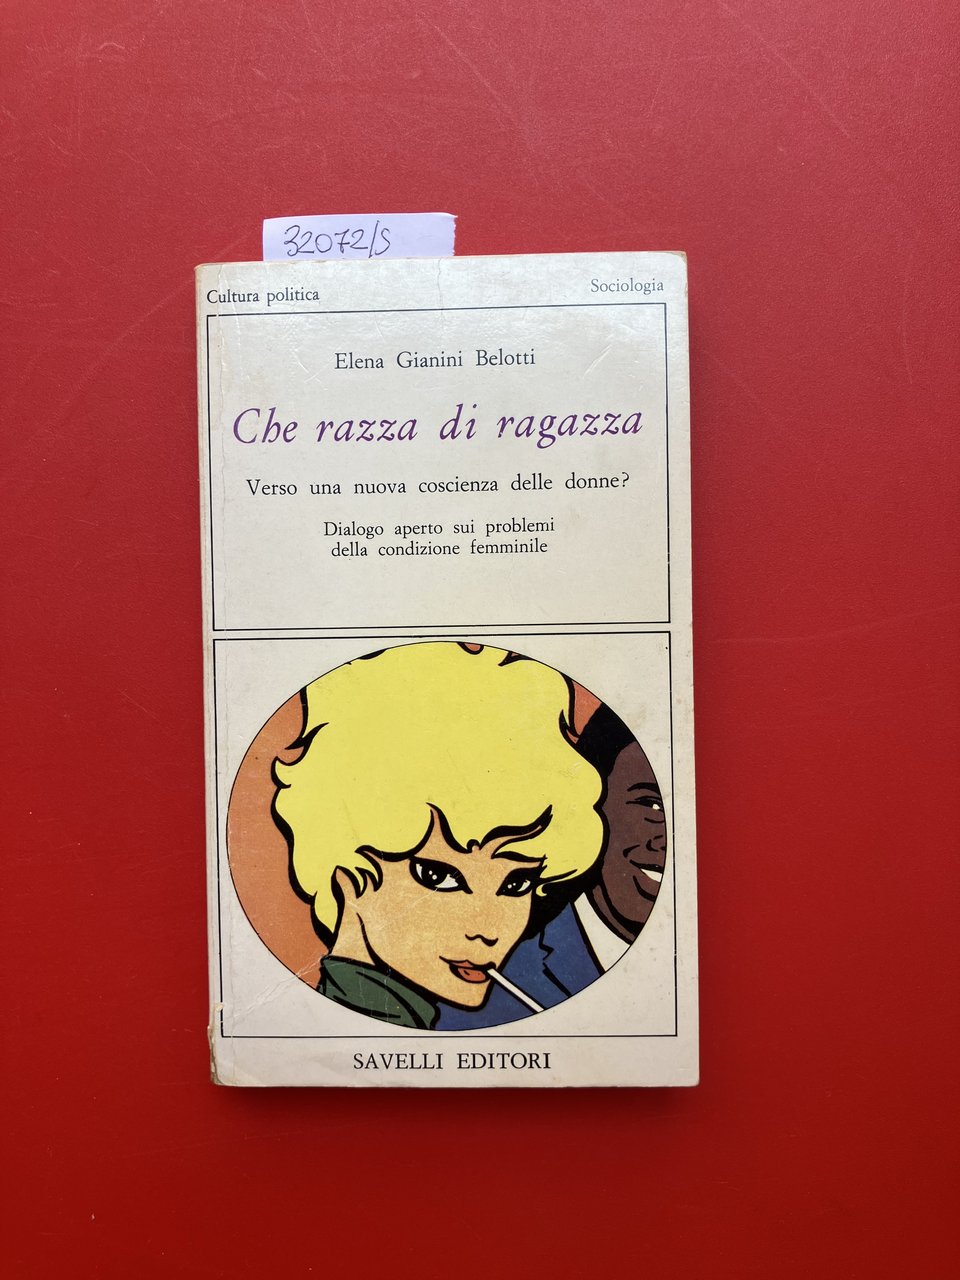 32072/S
Cultura politica
Sociologia
Elena Gianini Belotti
Che razza di ragazza
Verso una nuova coscienza delle donne?
Dialogo aperto sui problemi
della condizione femminile
SAVELLI EDITORI